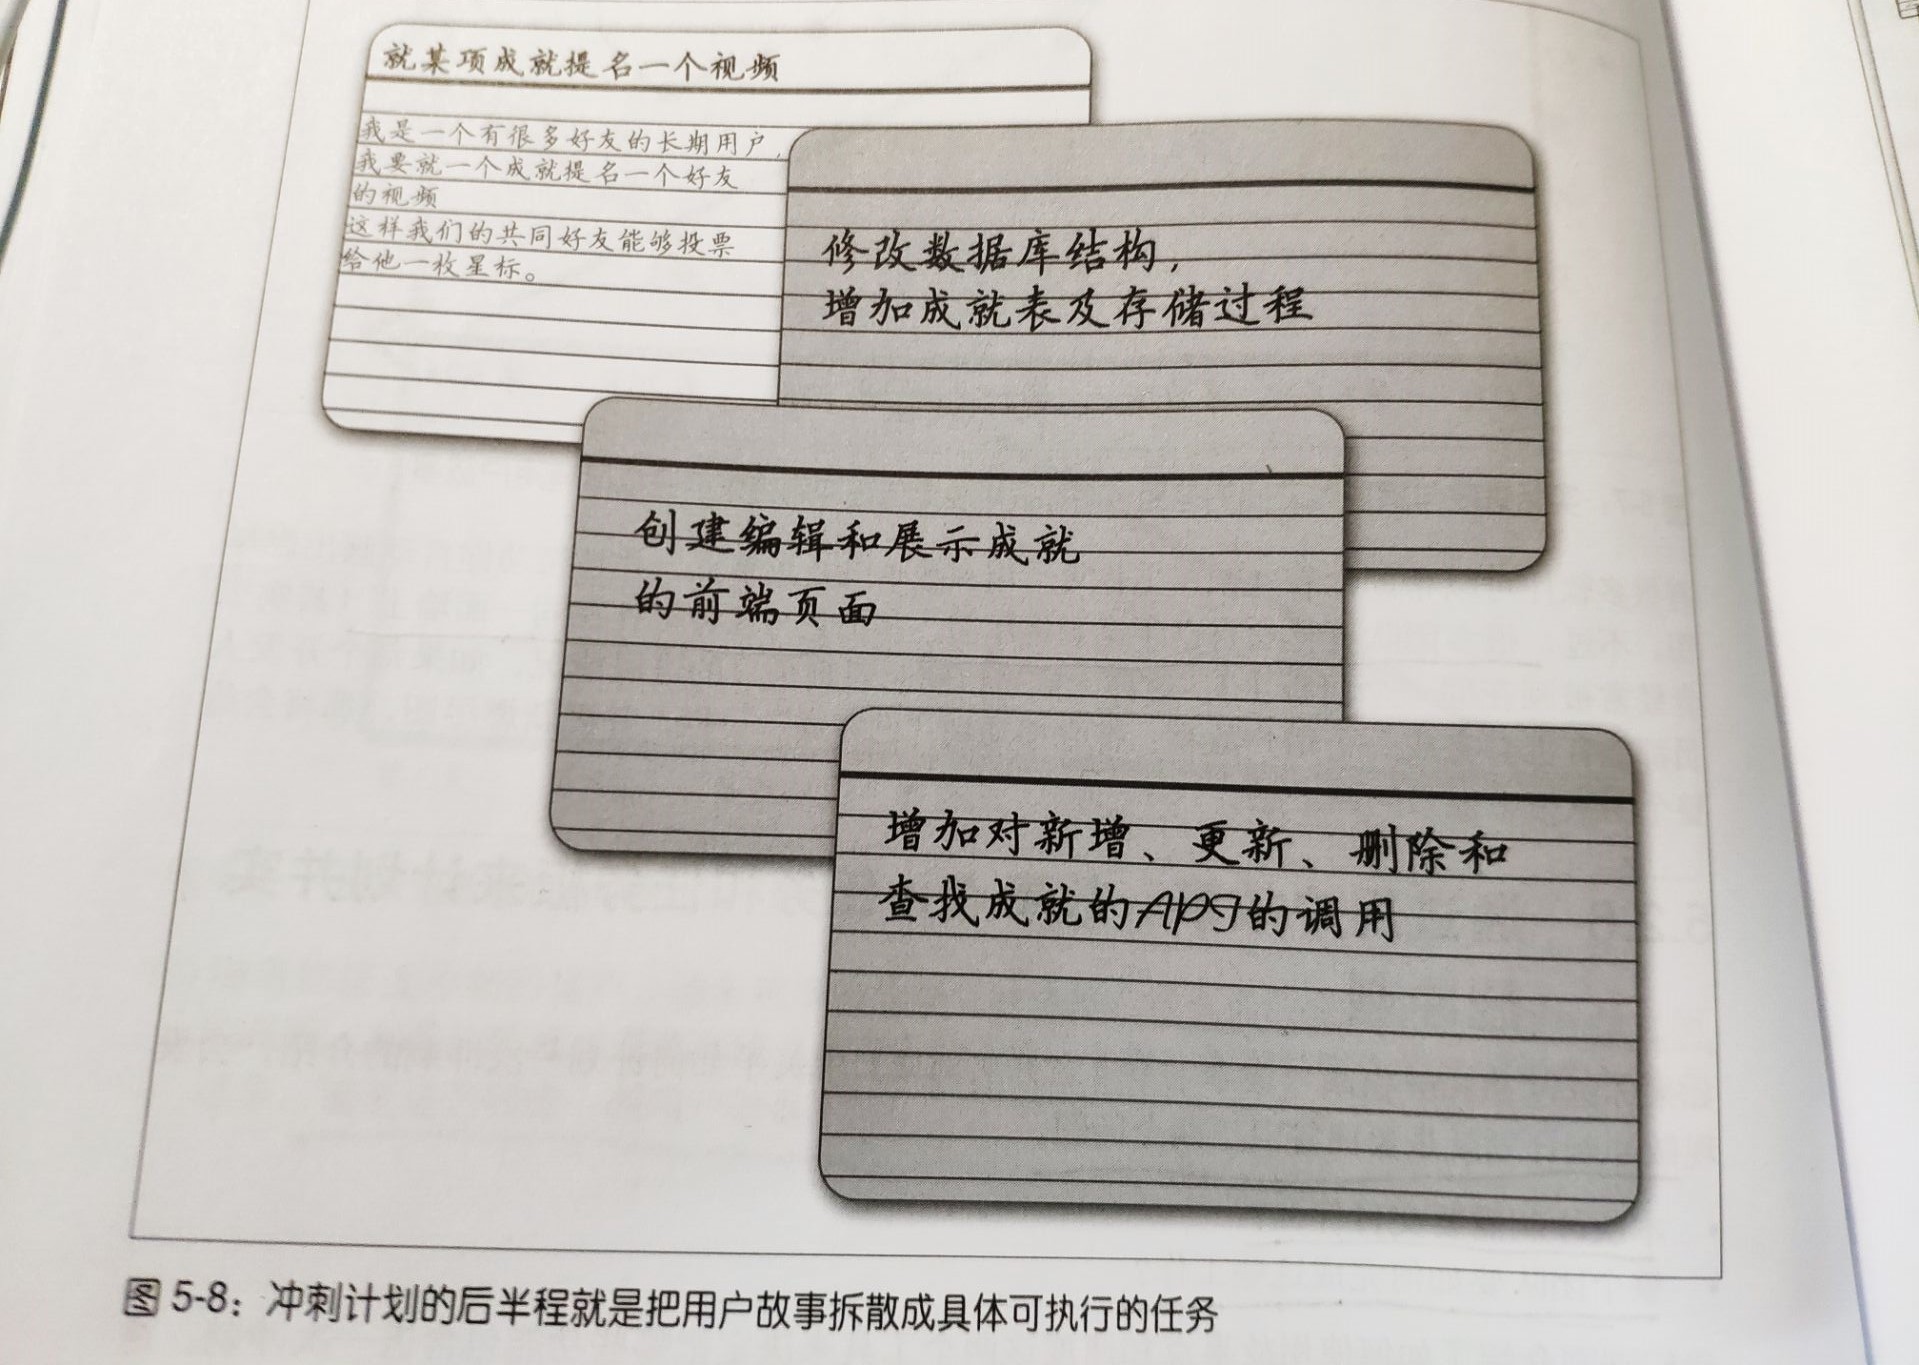 就某项成就提名一个视频
我是一个有很多好友的长期用户，
我要就一个成就提名一个好友
的视频
这样我们的共同好友能够投票
给他一枚星标。
修改数据库结构，
增加成就表及存储过程
创建编辑和展示成就
的前端页面
增加对新增、更新、删除和
查找成就的API的调用
图 5-8：冲刺计划的后半程就是把用户故事拆散成具体可执行的任务